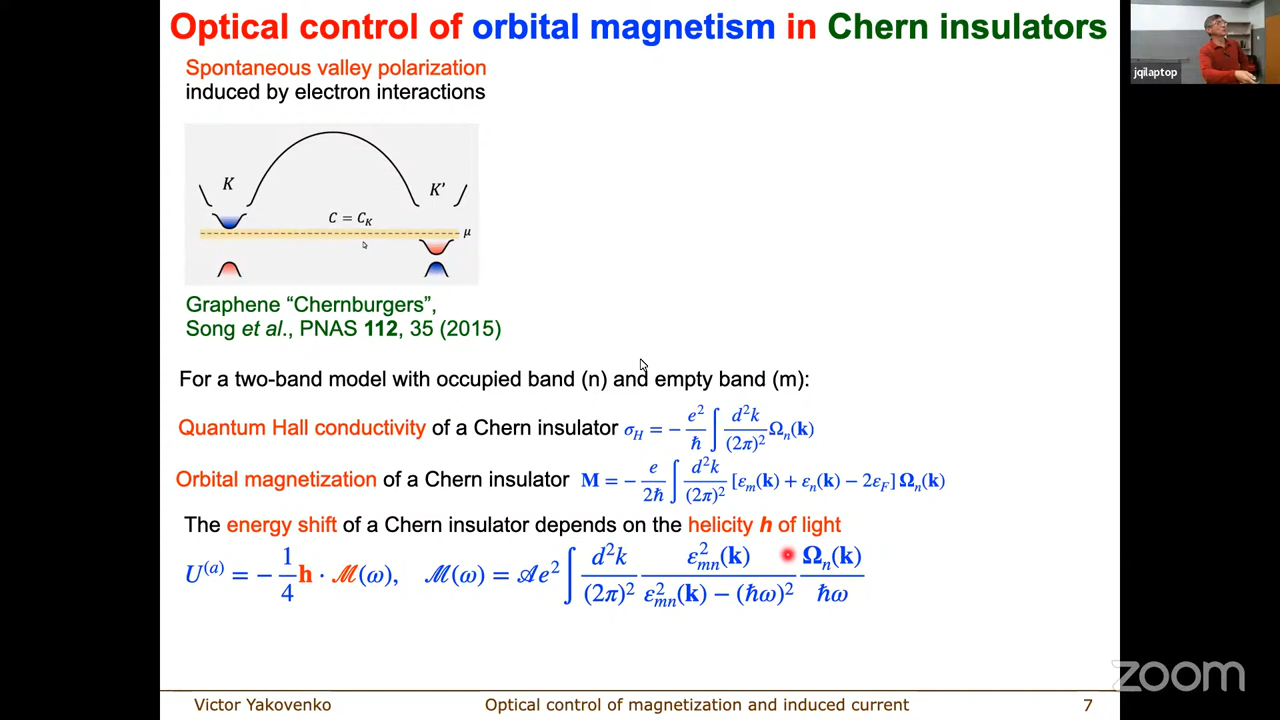 Optical control of orbital magnetism in Chern insulators
jqilaptop
Spontaneous valley polarization
induced by electron interactions
K
K'
C = C_K
μ
Graphene “Chernburgers”,
Song et al., PNAS 112, 35 (2015)
For a two-band model with occupied band (n) and empty band (m):
Quantum Hall conductivity of a Chern insulator σ_H = − e²/ℏ ∫ d²k/(2π)² Ω_n(k)
Orbital magnetization of a Chern insulator M = − e/2ℏ ∫ d²k/(2π)² [ε_m(k) + ε_n(k) − 2ε_F] Ω_n(k)
The energy shift of a Chern insulator depends on the helicity h of light
U^(a) = − 1/4 h · ℳ(ω), ℳ(ω) = 𝒜e² ∫ d²k/(2π)² ε²_mn(k)/(ε²_mn(k) − (ℏω)²) Ω_n(k)/ℏω
zoom
Victor Yakovenko
Optical control of magnetization and induced current
7